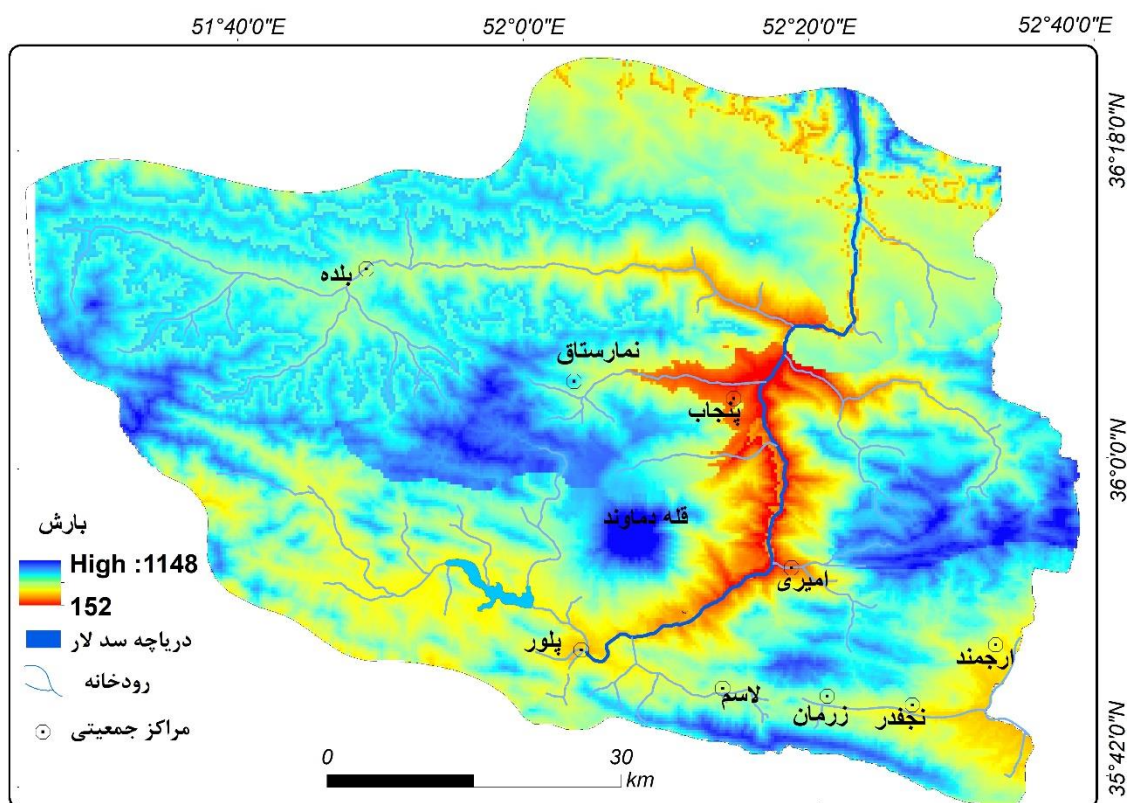 51°40'0"E
52°0'0"E
52°20'0"E
52°40'0"E
36°18'0"N
36°0'0"N
35°42'0"N
بلده
نمارستاق
پنجاب
قله دماوند
امیری
پلور
ارجمند
لاسم
زرمان
نجفدر
بارش
High :1148
152
دریاچه سد لار
رودخانه
مراکز جمعیتی
0
30
km